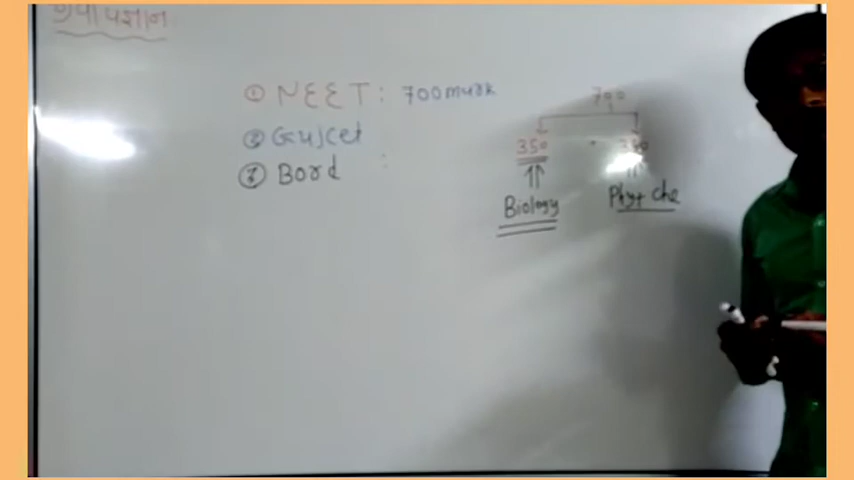 ① NEET: 700mark
700
② Gujcet
350
350
③ Bord :
Biology
Phy+ Che